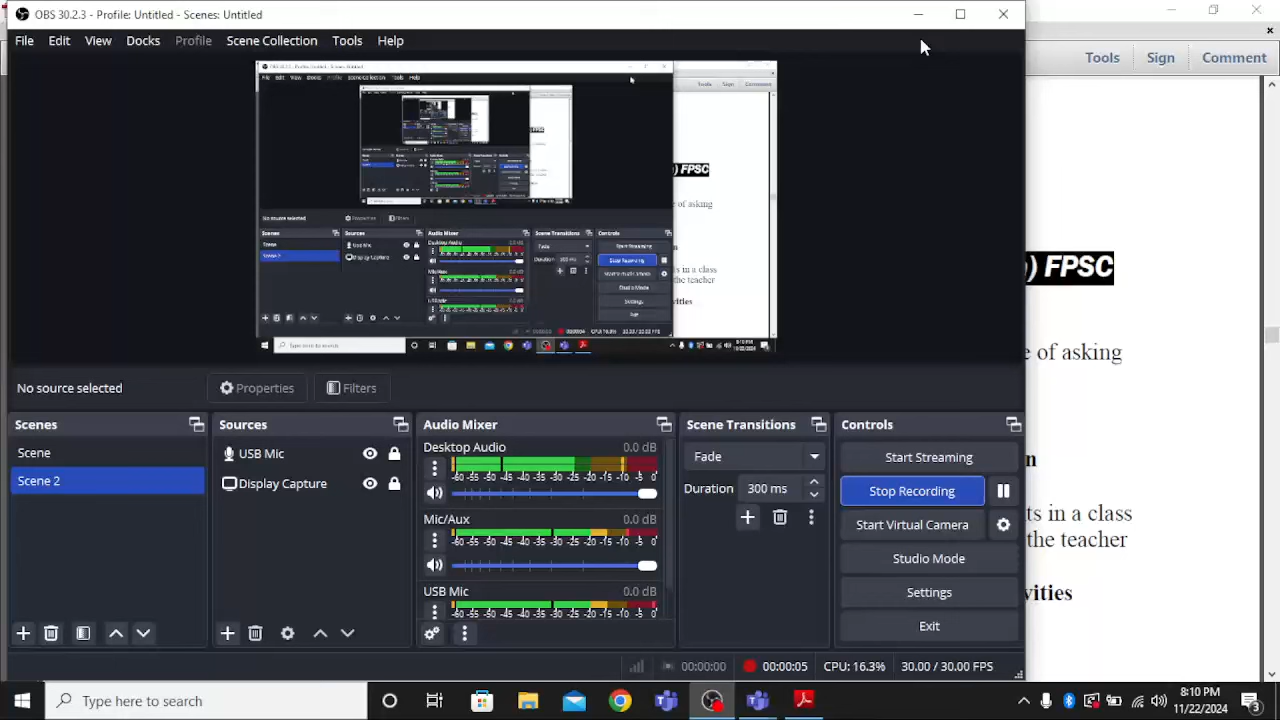 OBS 30.2.3 - Profile: Untitled - Scenes: Untitled
File Edit View Docks Profile Scene Collection Tools Help
Tools Sign Comment
) FPSC
e of asking
n
ts in a class
the teacher
vities
No source selected Properties Filters
Scenes
Scene
Scene 2
Sources
USB Mic
Display Capture
Audio Mixer
Desktop Audio 0.0 dB
-60 -55 -50 -45 -40 -35 -30 -25 -20 -15 -10 -5 0
Mic/Aux 0.0 dB
-60 -55 -50 -45 -40 -35 -30 -25 -20 -15 -10 -5 0
USB Mic 0.0 dB
-60 -55 -50 -45 -40 -35 -30 -25 -20 -15 -10 -5 0
Scene Transitions
Fade
Duration 300 ms
Controls
Start Streaming
Stop Recording
Start Virtual Camera
Studio Mode
Settings
Exit
00:00:00 00:00:05 CPU: 16.3% 30.00 / 30.00 FPS
Type here to search
11/22/2024
3